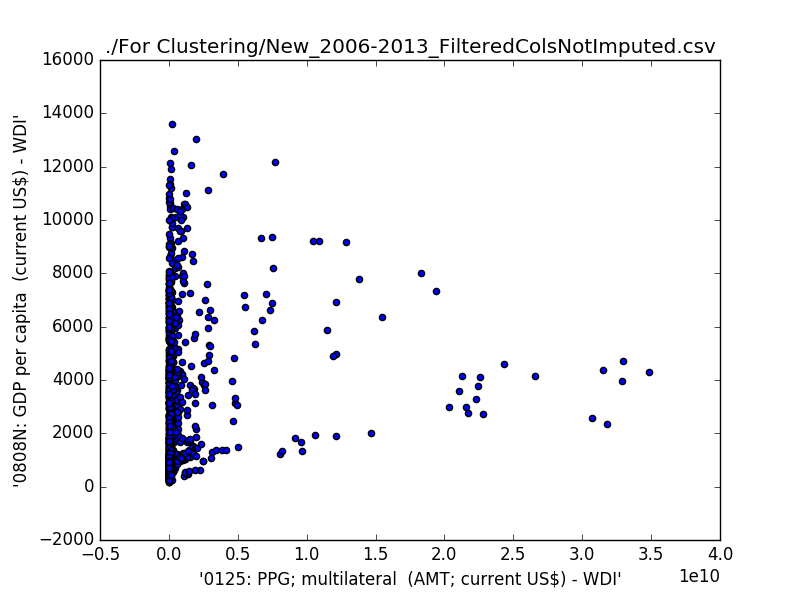 ./For Clustering/New_2006-2013_FilteredColsNotImputed.csv
16000
14000
12000
10000
8000
6000
4000
2000
0
−2000
'0808N: GDP per capita  (current US$) - WDI'
−0.5 0.0 0.5 1.0 1.5 2.0 2.5 3.0 3.5 4.0
1e10
'0125: PPG; multilateral  (AMT; current US$) - WDI'